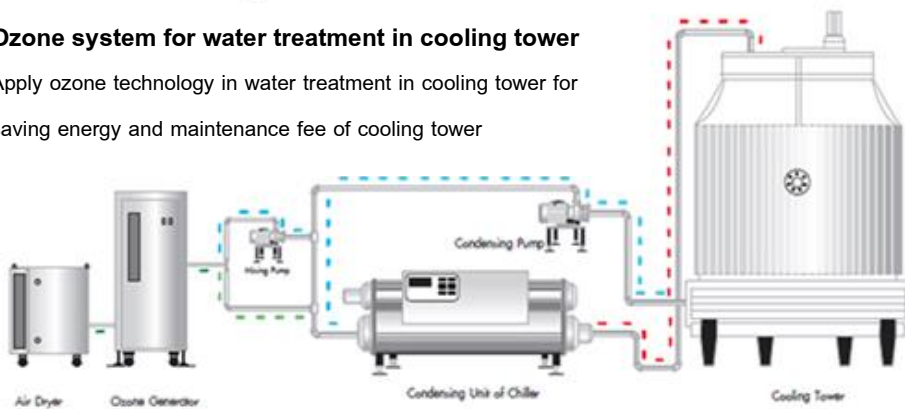 Ozone system for water treatment in cooling tower
Apply ozone technology in water treatment in cooling tower for
saving energy and maintenance fee of cooling tower
Condensing Pump
Mixing Pump
Air Dryer
Ozone Generator
Condensing Unit of Chiller
Cooling Tower